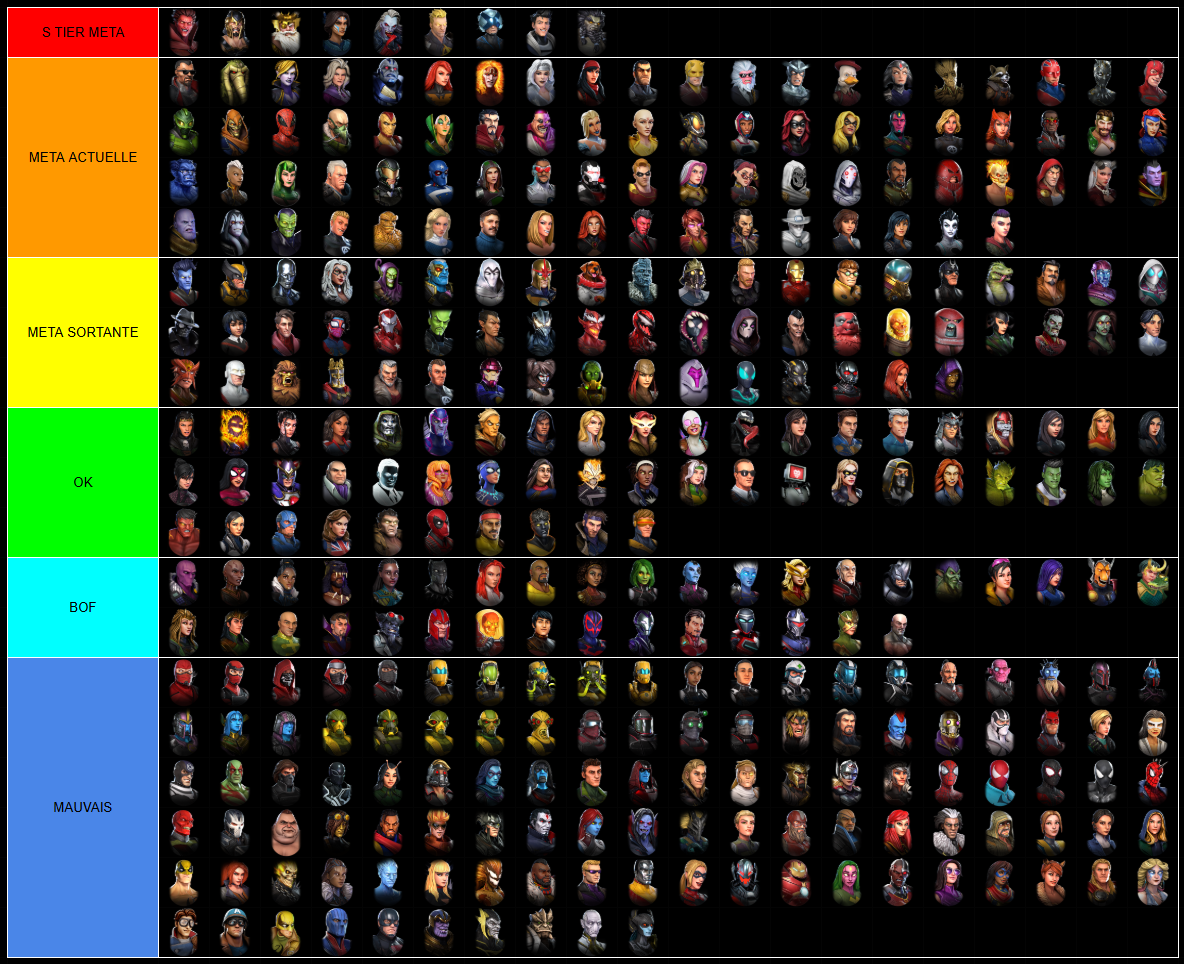 S TIER META
META ACTUELLE
META SORTANTE
OK
BOF
MAUVAIS